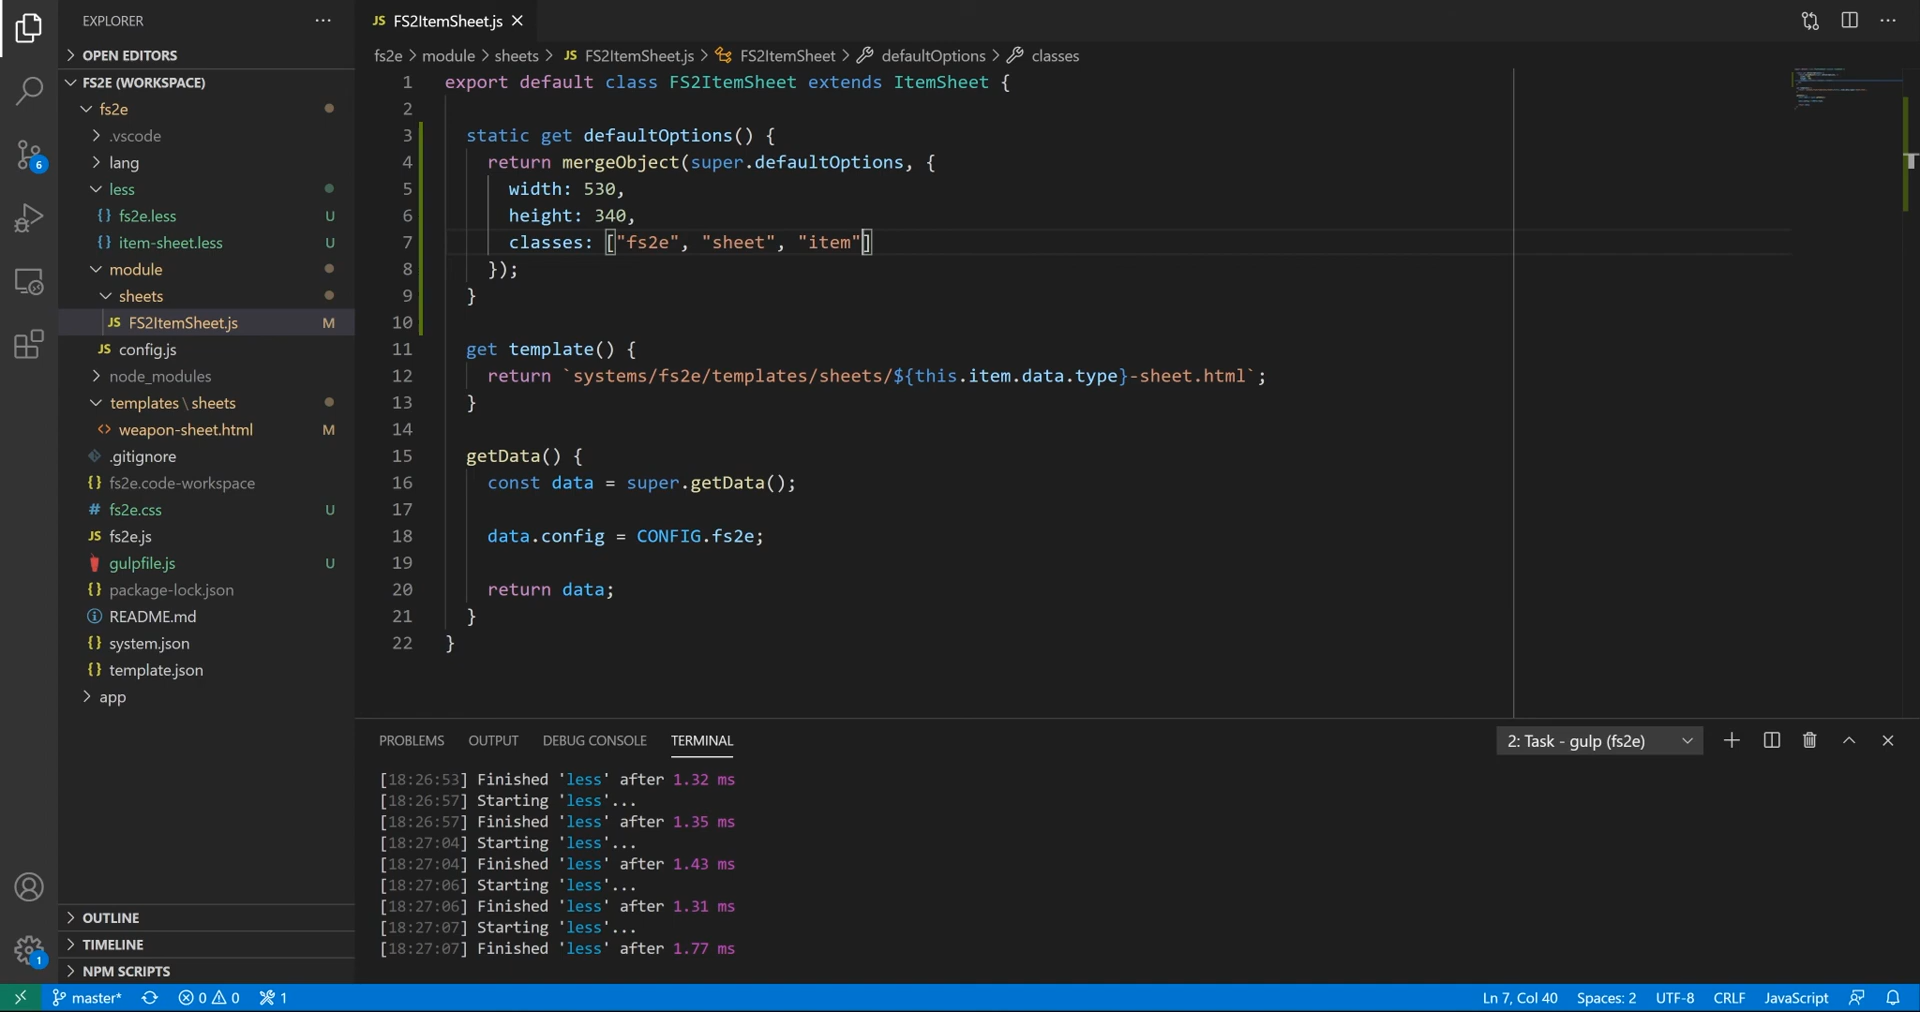 EXPLORER ···
JS FS2ItemSheet.js
OPEN EDITORS
FS2E (WORKSPACE)
fs2e
.vscode
lang
less
{} fs2e.less U
{} item-sheet.less U
module
sheets
JS FS2ItemSheet.js M
JS config.js
node_modules
templates \ sheets
<> weapon-sheet.html M
.gitignore
{} fs2e.code-workspace
# fs2e.css U
JS fs2e.js
gulpfile.js U
{} package-lock.json
README.md
{} system.json
{} template.json
app
OUTLINE
TIMELINE
NPM SCRIPTS
fs2e > module > sheets > JS FS2ItemSheet.js > FS2ItemSheet > defaultOptions > classes
1 export default class FS2ItemSheet extends ItemSheet {
2
3 static get defaultOptions() {
4 return mergeObject(super.defaultOptions, {
5 width: 530,
6 height: 340,
7 classes: ["fs2e", "sheet", "item"]
8 });
9 }
10
11 get template() {
12 return `systems/fs2e/templates/sheets/${this.item.data.type}-sheet.html`;
13 }
14
15 getData() {
16 const data = super.getData();
17
18 data.config = CONFIG.fs2e;
19
20 return data;
21 }
22 }
PROBLEMS OUTPUT DEBUG CONSOLE TERMINAL 2: Task - gulp (fs2e)
[18:26:53] Finished 'less' after 1.32 ms
[18:26:57] Starting 'less'...
[18:26:57] Finished 'less' after 1.35 ms
[18:27:04] Starting 'less'...
[18:27:04] Finished 'less' after 1.43 ms
[18:27:06] Starting 'less'...
[18:27:06] Finished 'less' after 1.31 ms
[18:27:07] Starting 'less'...
[18:27:07] Finished 'less' after 1.77 ms
6
1
master* 0 0 1 Ln 7, Col 40 Spaces: 2 UTF-8 CRLF JavaScript